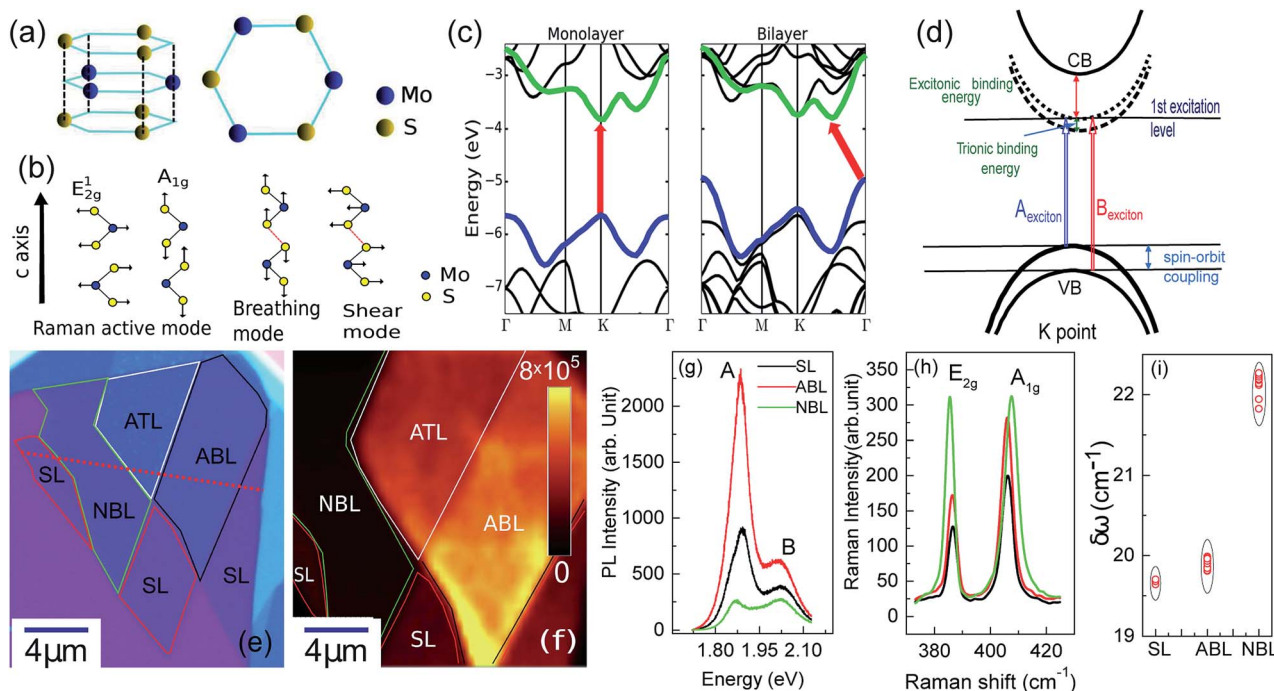 (a)
Mo
S
(b)
c axis
E¹₂g
A₁g
Mo
S
Raman active mode
Breathing
mode
Shear
mode
(c)
Monolayer
Bilayer
Energy (eV)
−3
−4
−5
−6
−7
Γ M K Γ
Γ M K Γ
(d)
CB
Excitonic binding
energy
1st excitation
level
Trionic binding
energy
A exciton
B exciton
spin-orbit
coupling
VB
K point
ATL
ABL
SL
NBL
SL
SL
4μm
(e)
8×10⁵
0
ATL
NBL
ABL
SL
SL
4μm
(f)
(g)
A
SL
ABL
NBL
B
PL Intensity (arb. Unit)
2000
1500
1000
500
0
1.80 1.95 2.10
Energy (eV)
(h)
E₂g
A₁g
Raman Intensity(arb.unit)
350
300
250
200
150
100
50
0
380 400 420
Raman shift (cm⁻¹)
(i)
δω (cm⁻¹)
22
21
20
19
SL ABL NBL